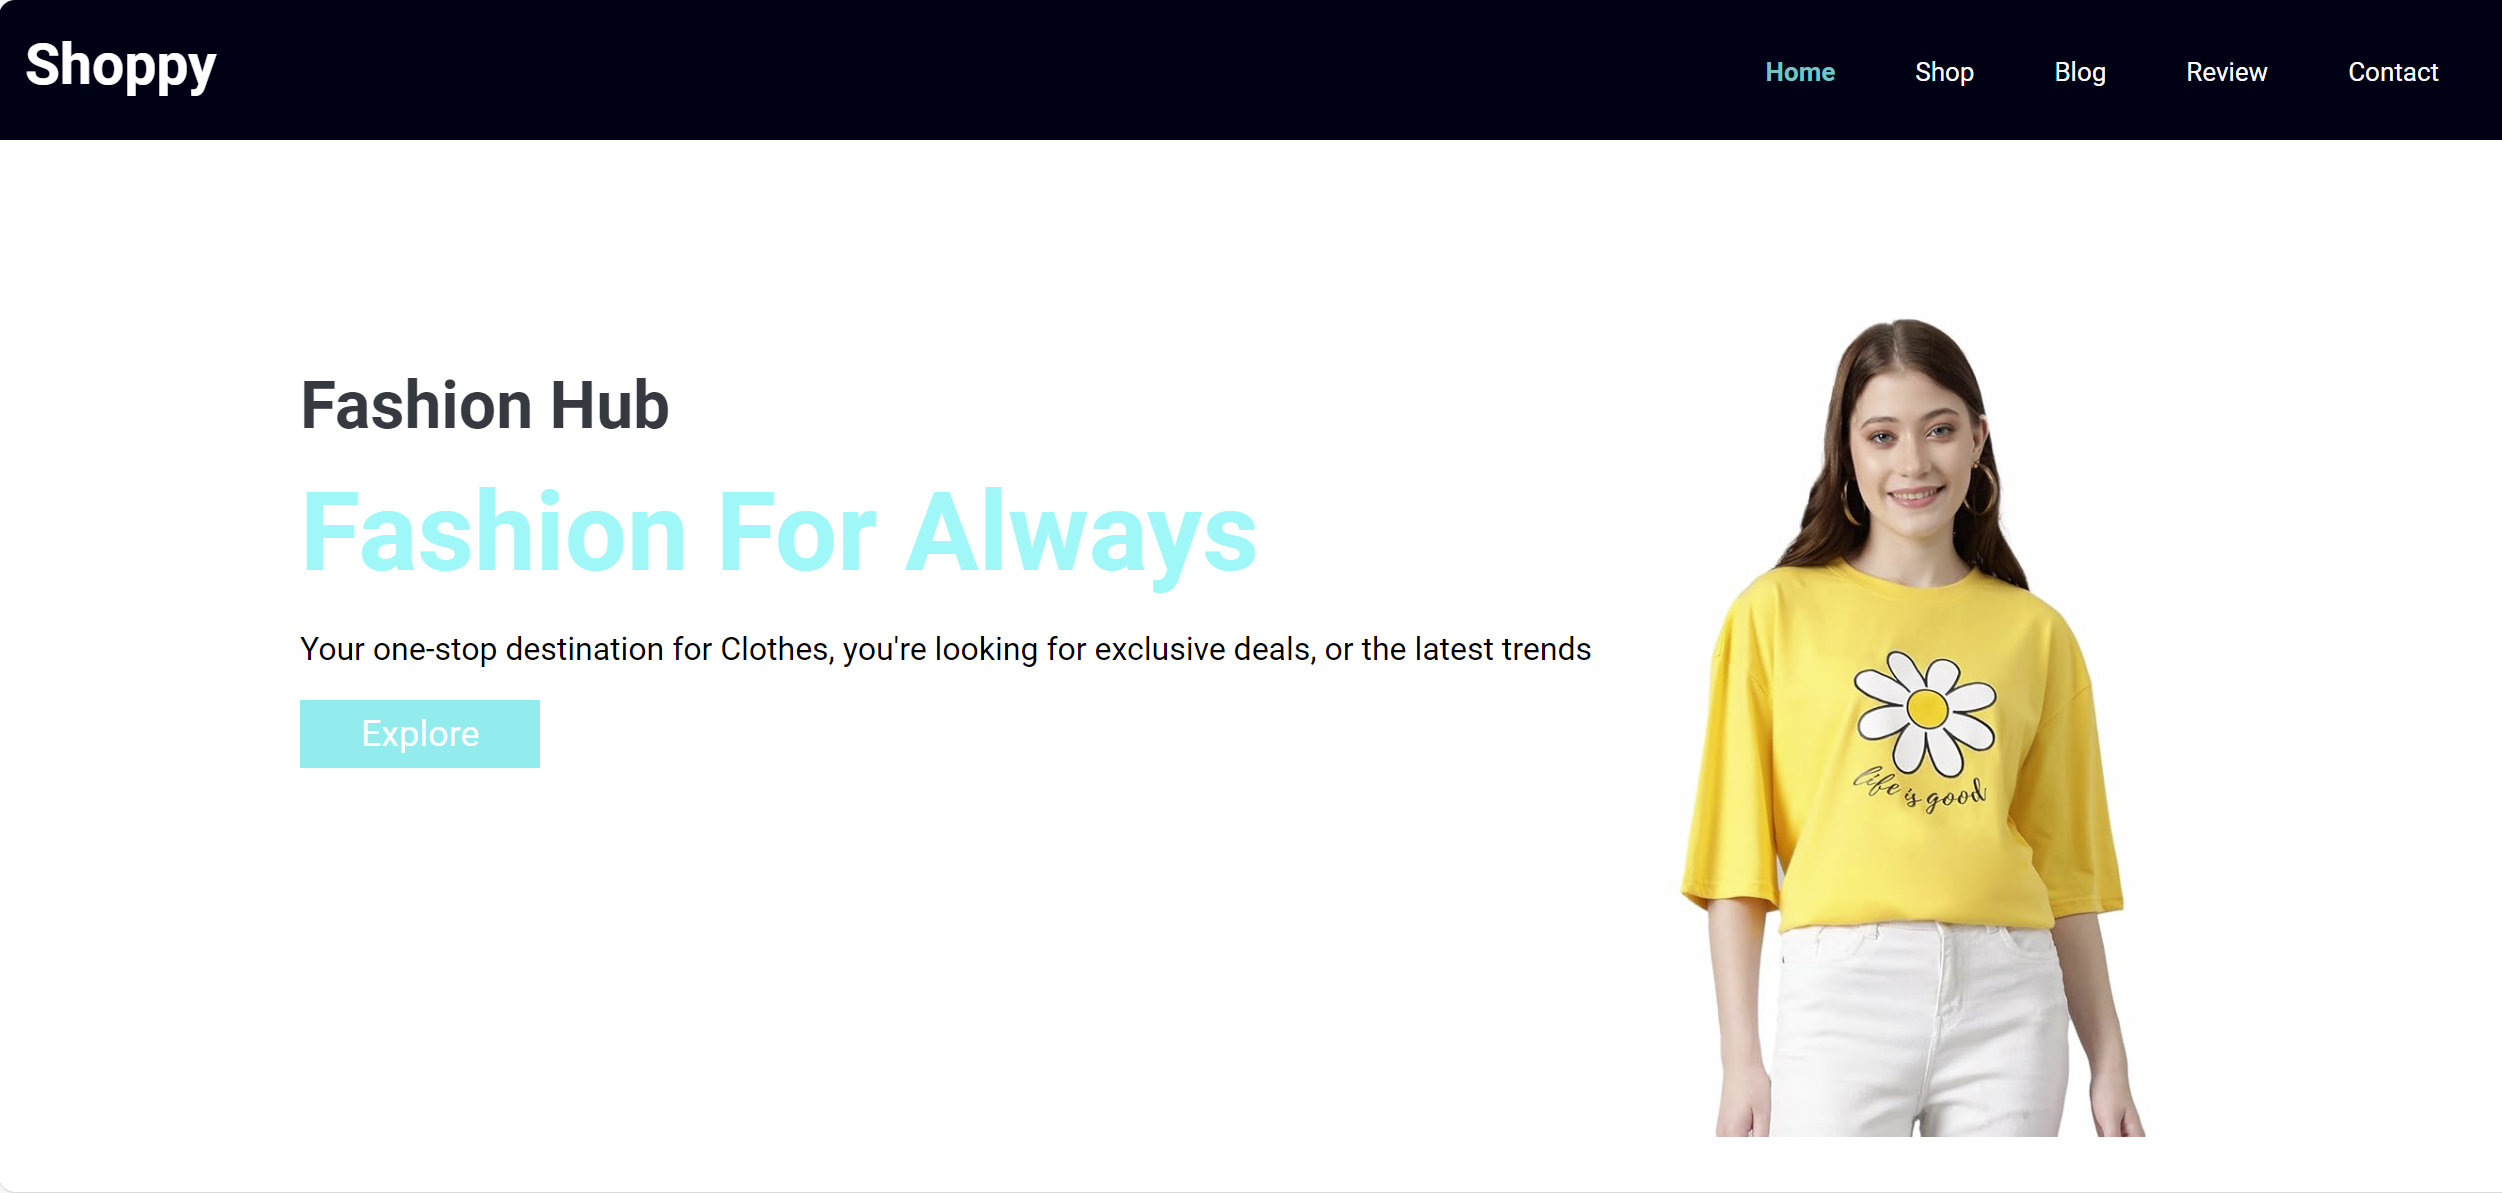 Shoppy
Home Shop Blog Review Contact
Fashion Hub
Fashion For Always
Your one-stop destination for Clothes, you're looking for exclusive deals, or the latest trends
Explore
life is good